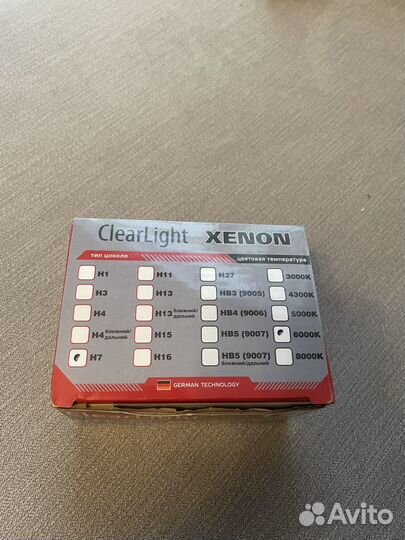 ClearLight XENON
тип цоколя цветовая температура
H1 H11 H27 3000K
H3 H13 HB3 (9005) 4300K
H4 H13 ближний/дальний HB4 (9006) 5000K
H4 ближний/дальний H15 HB5 (9007) 6000K
H7 H16 HB5 (9007) ближний/дальний 8000K
GERMAN TECHNOLOGY
Avito